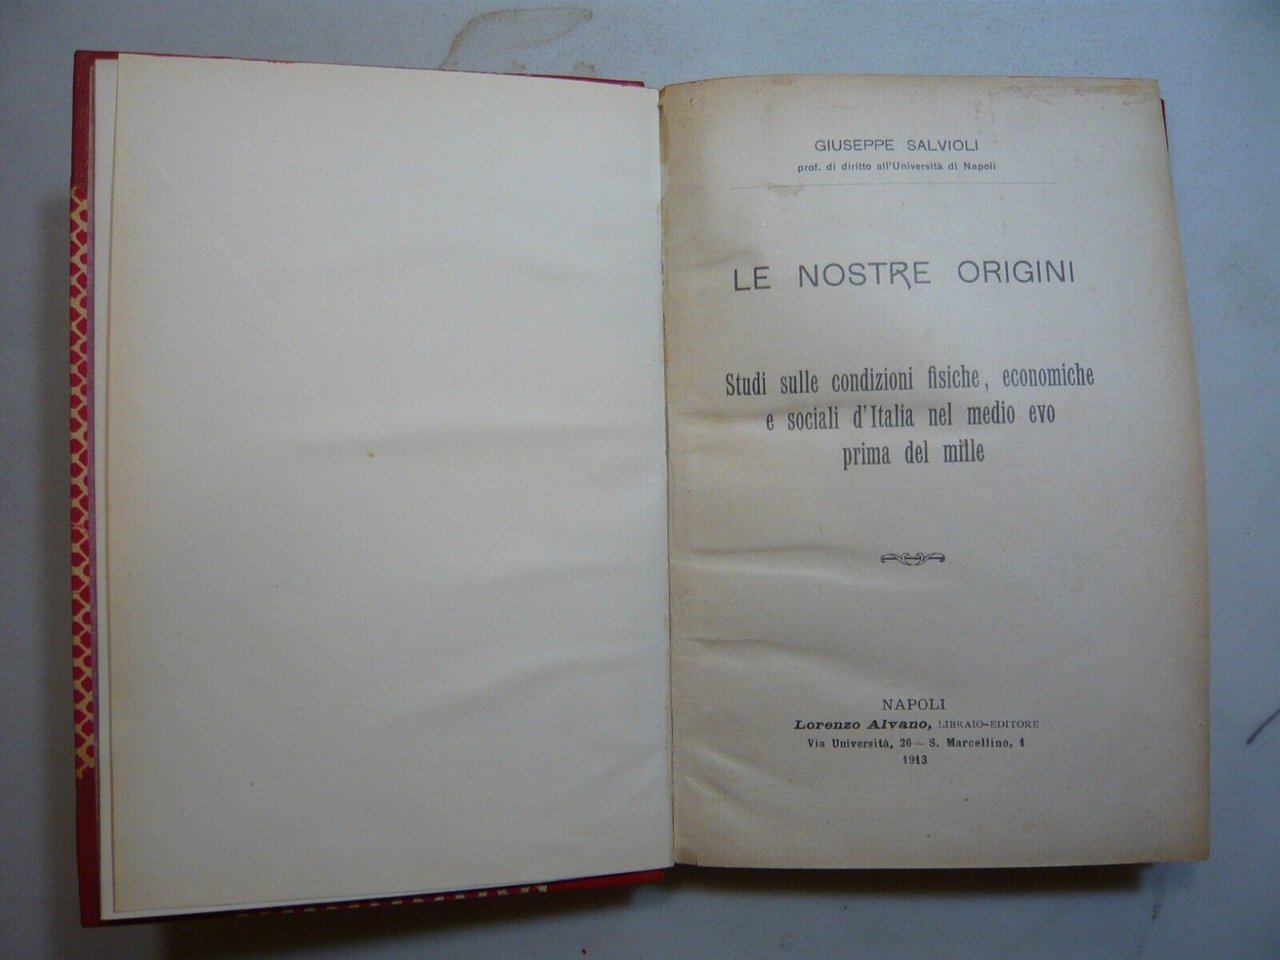 GIUSEPPE SALVIOLI
prof. di diritto all'Università di Napoli
LE NOSTRE ORIGINI
Studi sulle condizioni fisiche, economiche
e sociali d'Italia nel medio evo
prima del mille
NAPOLI
Lorenzo Alvano, LIBRAIO-EDITORE
Via Università, 26 — S. Marcellino, 1
1913